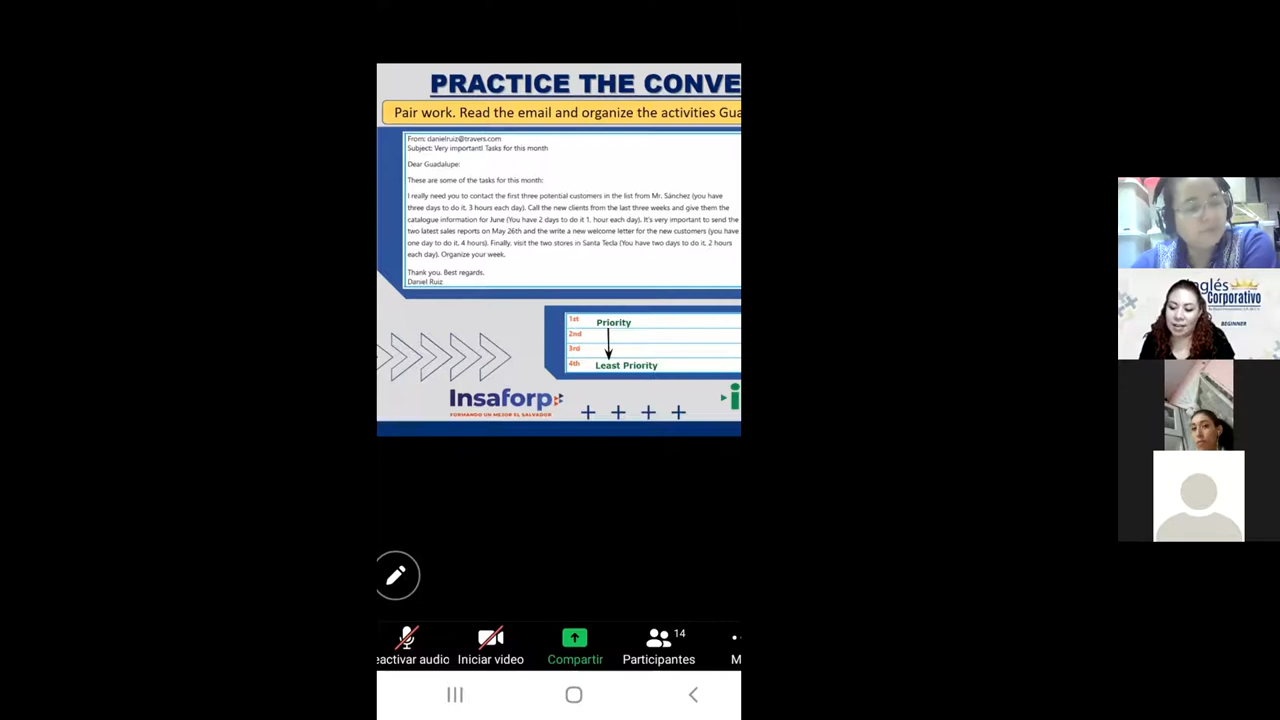 PRACTICE THE CONVE
Pair work. Read the email and organize the activities Gua
From: danielruiz@travers.com
Subject: Very important! Tasks for this month
Dear Guadalupe:
These are some of the tasks for this month:
I really need you to contact the first three potential customers in the list from Mr. Sánchez (you have
three days to do it, 3 hours each day). Call the new clients from the last three weeks and give them the
catalogue information for June (You have 2 days to do it 1, hour each day). It's very important to send the
two latest sales reports on May 26th and the write a new welcome letter for the new customers (you have
one day to do it, 4 hours). Finally, visit the two stores in Santa Tecla (You have two days to do it, 2 hours
each day). Organize your week.
Thank you. Best regards,
Daniel Ruiz
1st Priority
2nd
3rd
4th Least Priority
Insaforp
FORMANDO UN MEJOR EL SALVADOR
i
Inglés
Corporativo
BEGINNER
14
eactivar audio Iniciar video Compartir Participantes M